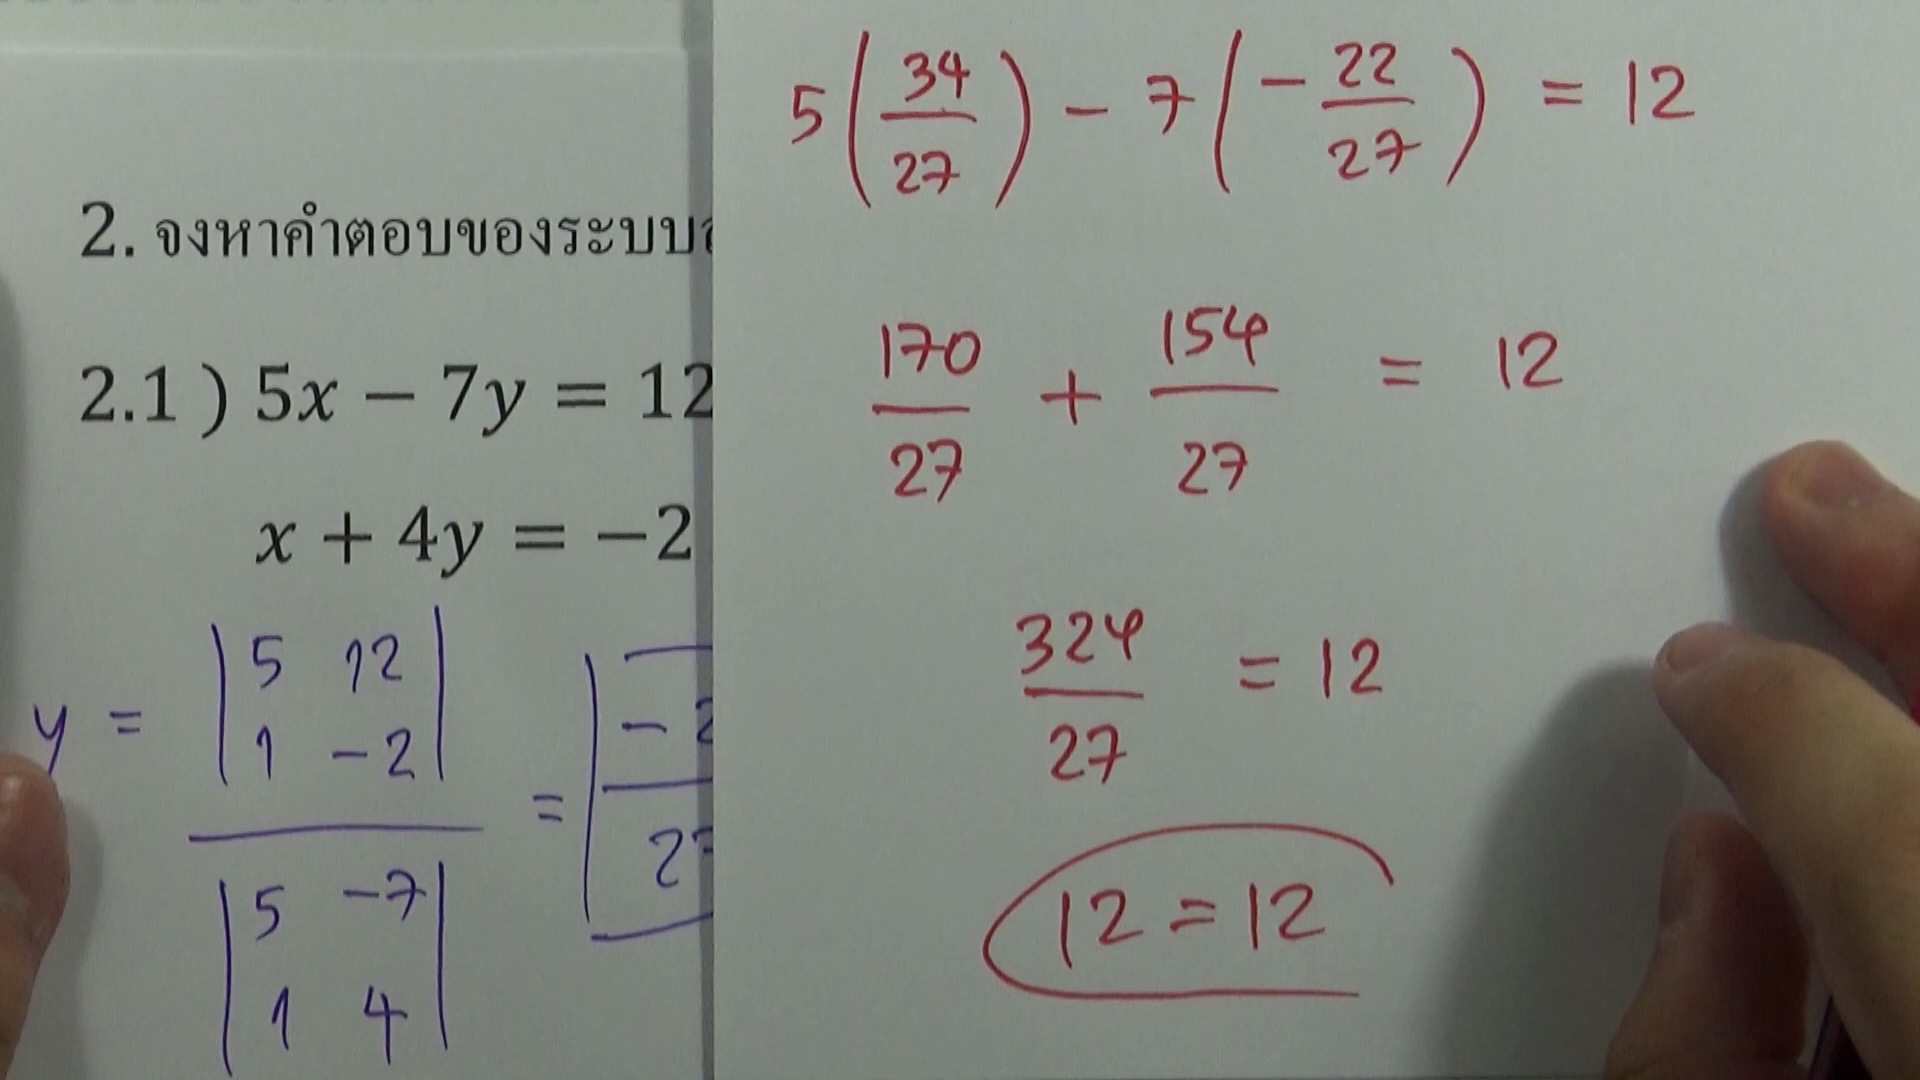 2. จงหาคำตอบของระบบ
2.1 ) 5x − 7y = 12
x + 4y = −2
y = |5 12|
|1 −2|
|5 −7|
|1 4|
= − 2
27
5(34/27) − 7(−22/27) = 12
170/27 + 154/27 = 12
324/27 = 12
12 = 12